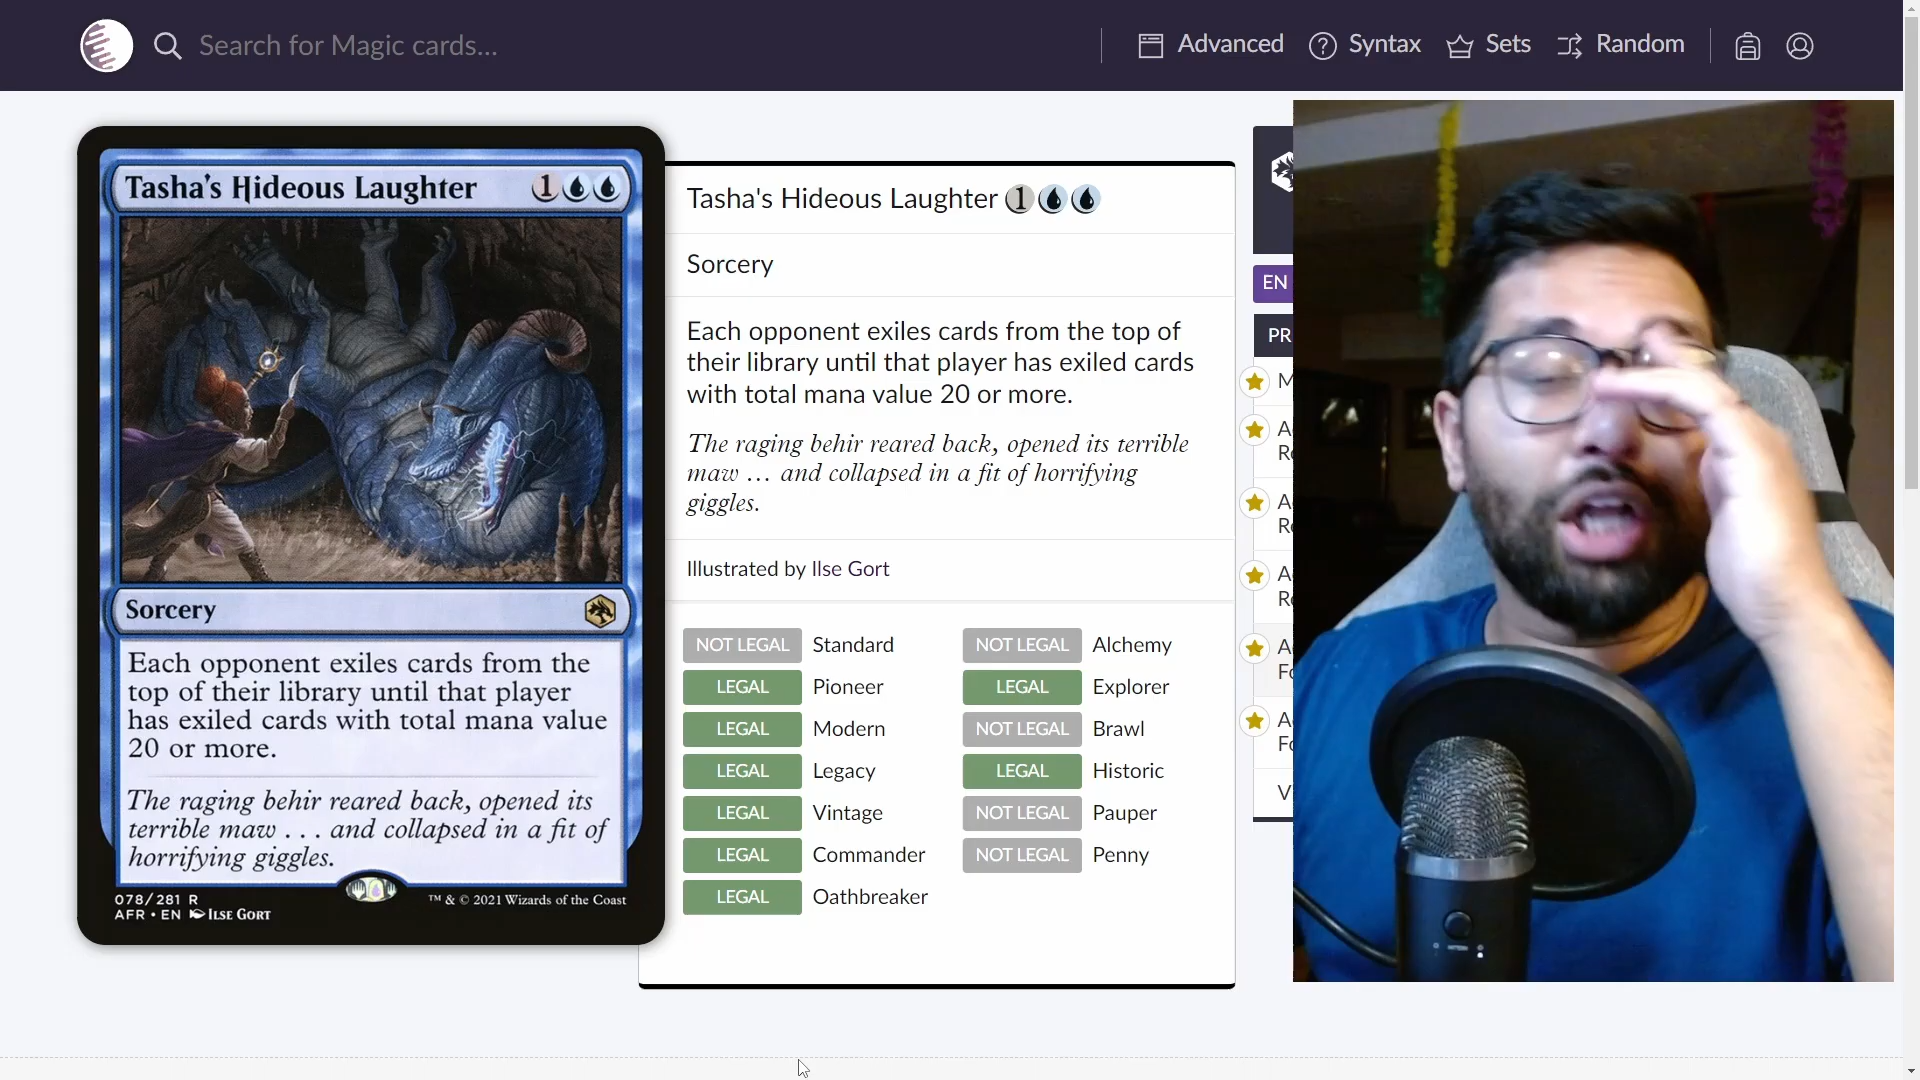 Search for Magic cards...
Advanced
Syntax
Sets
Random
Tasha's Hideous Laughter 1
Sorcery
Each opponent exiles cards from the
top of their library until that player
has exiled cards with total mana value
20 or more.
The raging behir reared back, opened its
terrible maw . . . and collapsed in a fit of
horrifying giggles.
078/281 R
AFR • EN ILSE GORT
™ & © 2021 Wizards of the Coast
Tasha's Hideous Laughter 1
Sorcery
Each opponent exiles cards from the top of
their library until that player has exiled cards
with total mana value 20 or more.
The raging behir reared back, opened its terrible
maw … and collapsed in a fit of horrifying
giggles.
Illustrated by Ilse Gort
NOT LEGAL Standard NOT LEGAL Alchemy
LEGAL Pioneer LEGAL Explorer
LEGAL Modern NOT LEGAL Brawl
LEGAL Legacy LEGAL Historic
LEGAL Vintage NOT LEGAL Pauper
LEGAL Commander NOT LEGAL Penny
LEGAL Oathbreaker
EN